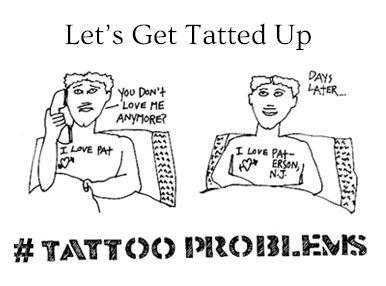 Let's Get Tatted Up
YOU DON'T
LOVE ME
ANYMORE?
I LOVE PAT
DAYS
LATER...
I LOVE PAT-
ERSON,
N.J.
# TATTOO PROBLEMS